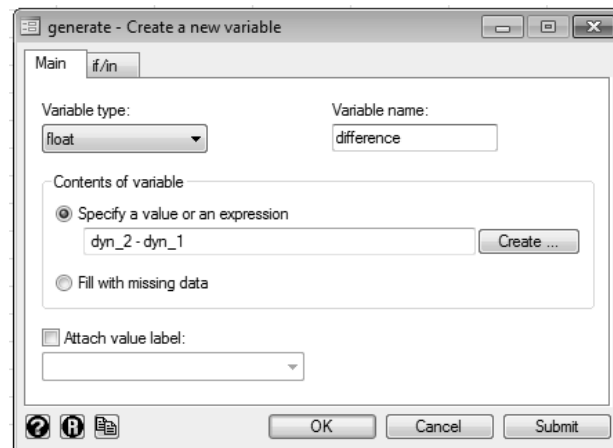 generate - Create a new variable
Main if/in
Variable type: Variable name:
float difference
Contents of variable
Specify a value or an expression
dyn_2 - dyn_1 Create ...
Fill with missing data
Attach value label:
? R
OK Cancel Submit